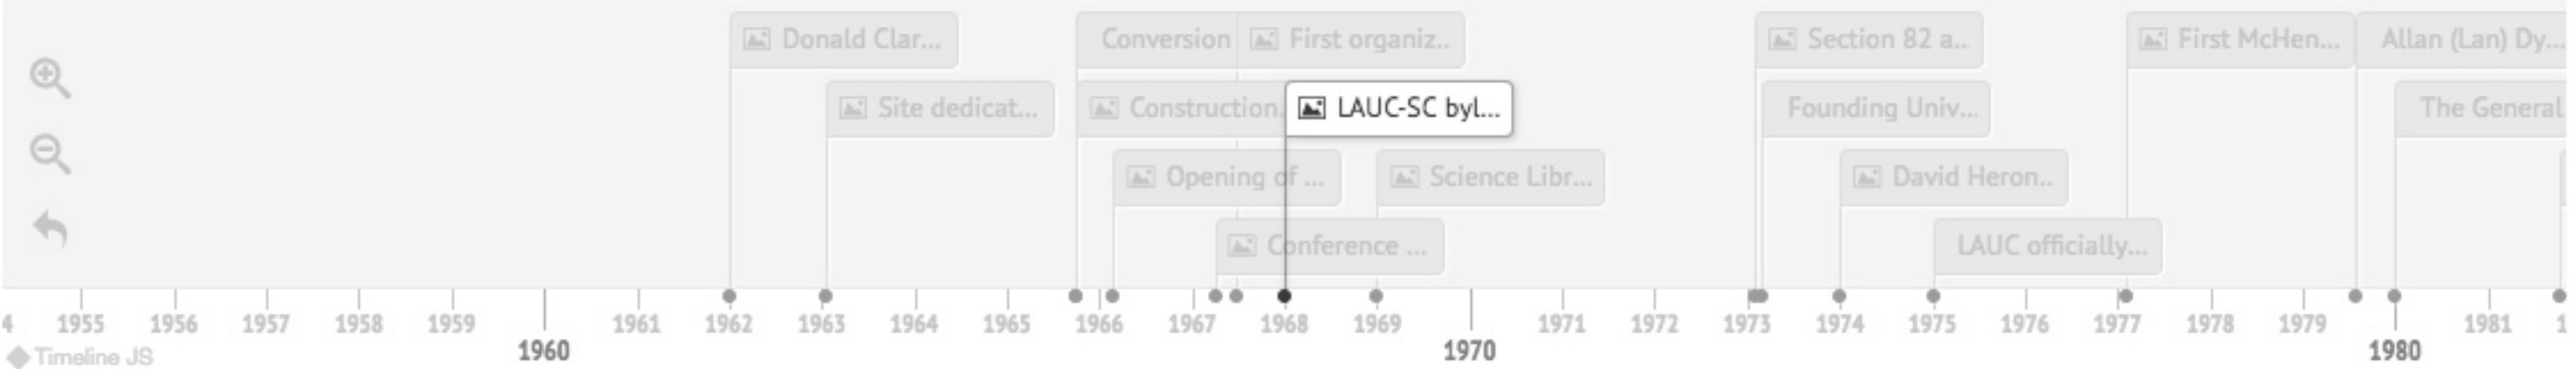 Donald Clar...
Conversion
First organiz..
Section 82 a..
First McHen...
Allan (Lan) Dy...
Site dedicat...
Construction.
LAUC-SC byl...
Founding Univ...
The General
Opening of ...
Science Libr...
David Heron..
Conference ...
LAUC officially...
4 1955 1956 1957 1958 1959 1961 1962 1963 1964 1965 1966 1967 1968 1969 1971 1972 1973 1974 1975 1976 1977 1978 1979 1981 1
1960 1970 1980
Timeline JS